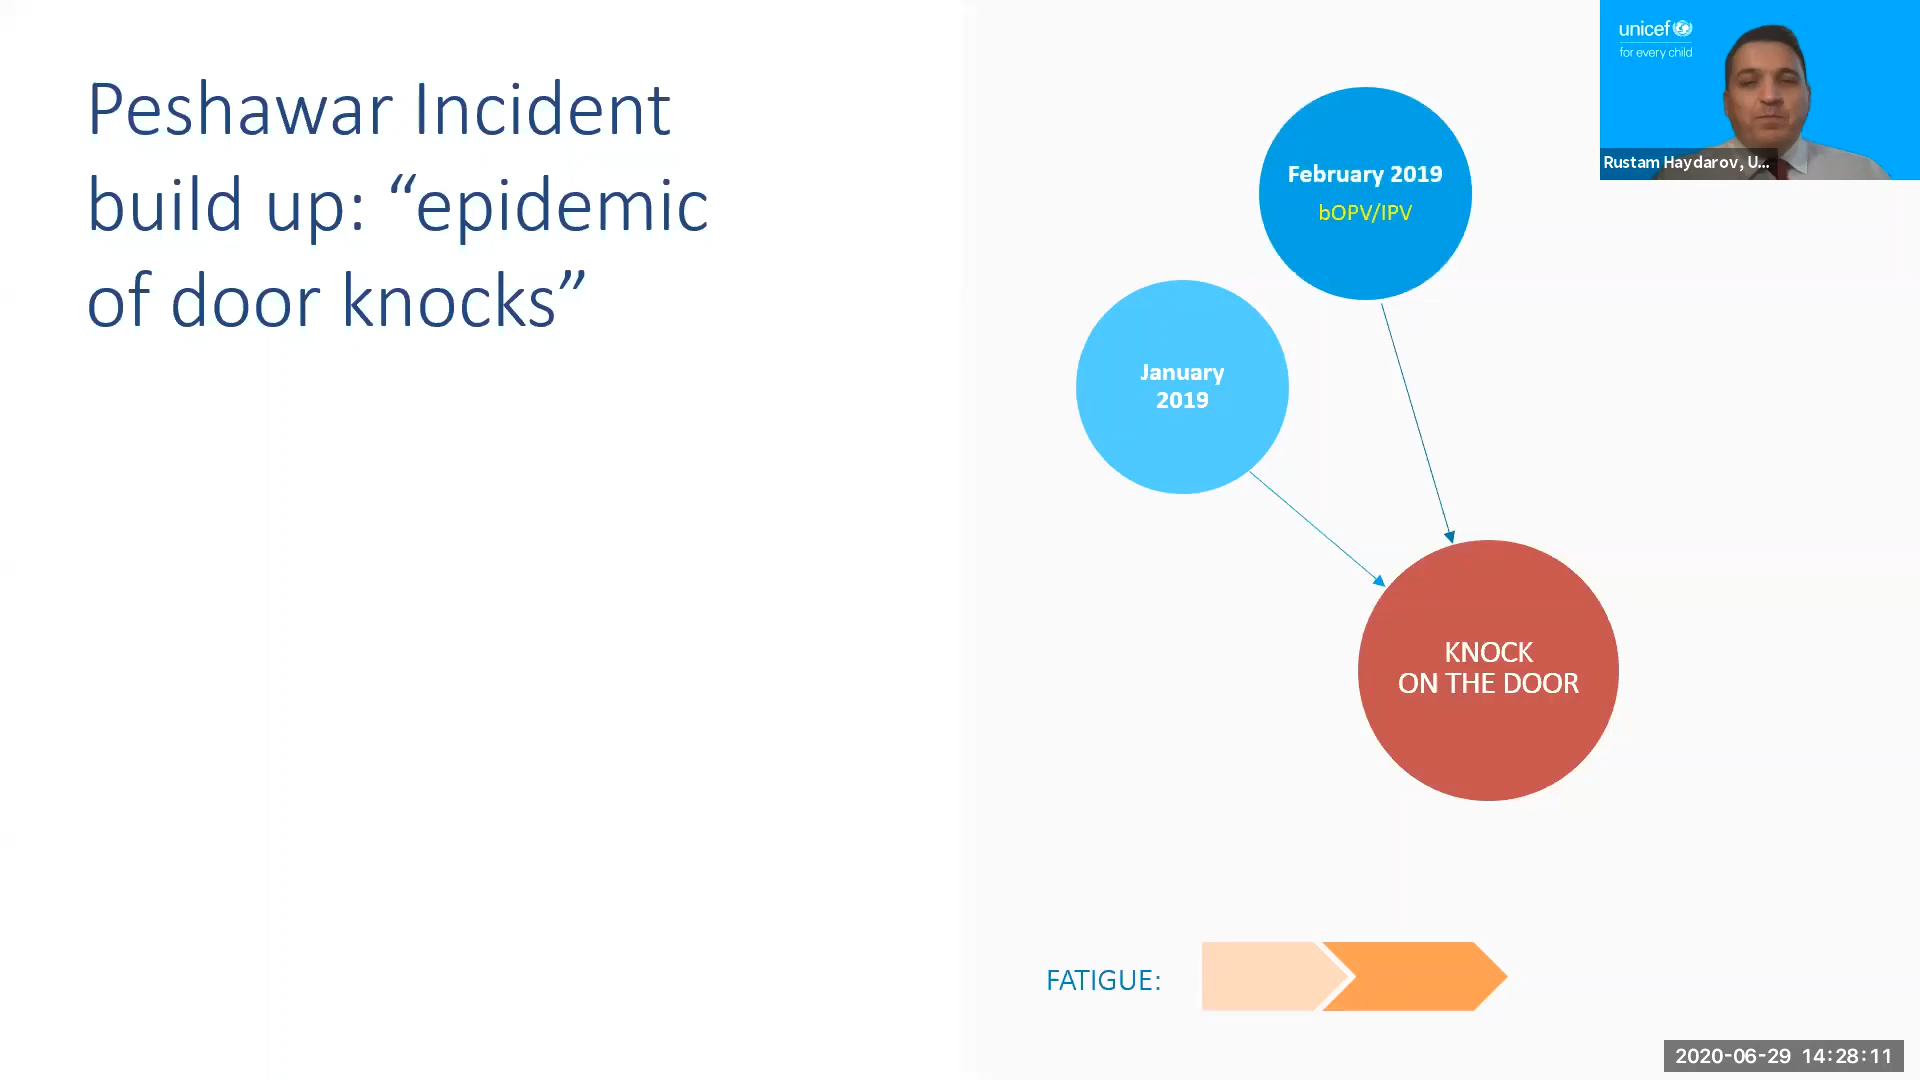 Peshawar Incident
build up: “epidemic
of door knocks”
unicef
for every child
Rustam Haydarov, U...
February 2019
bOPV/IPV
January
2019
KNOCK
ON THE DOOR
FATIGUE:
2020-06-29 14:28:11